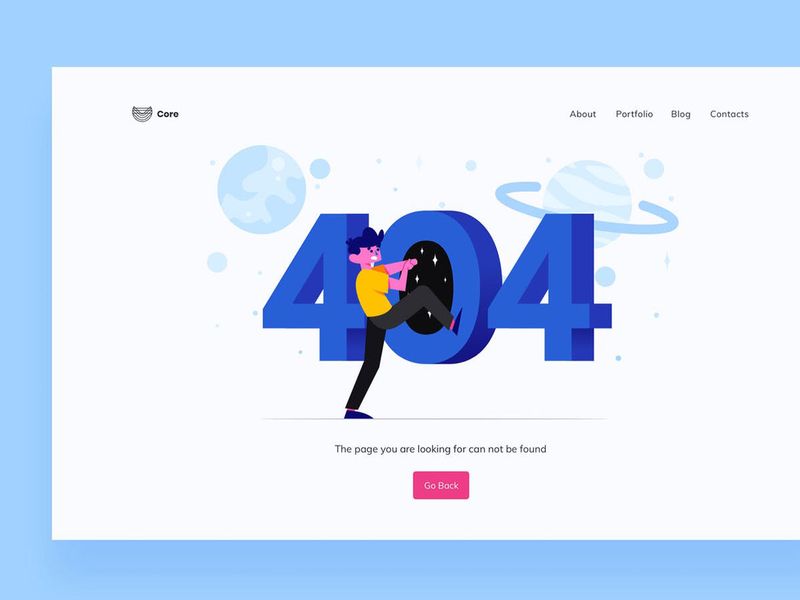 Core
About Portfolio Blog Contacts
404
The page you are looking for can not be found
Go Back